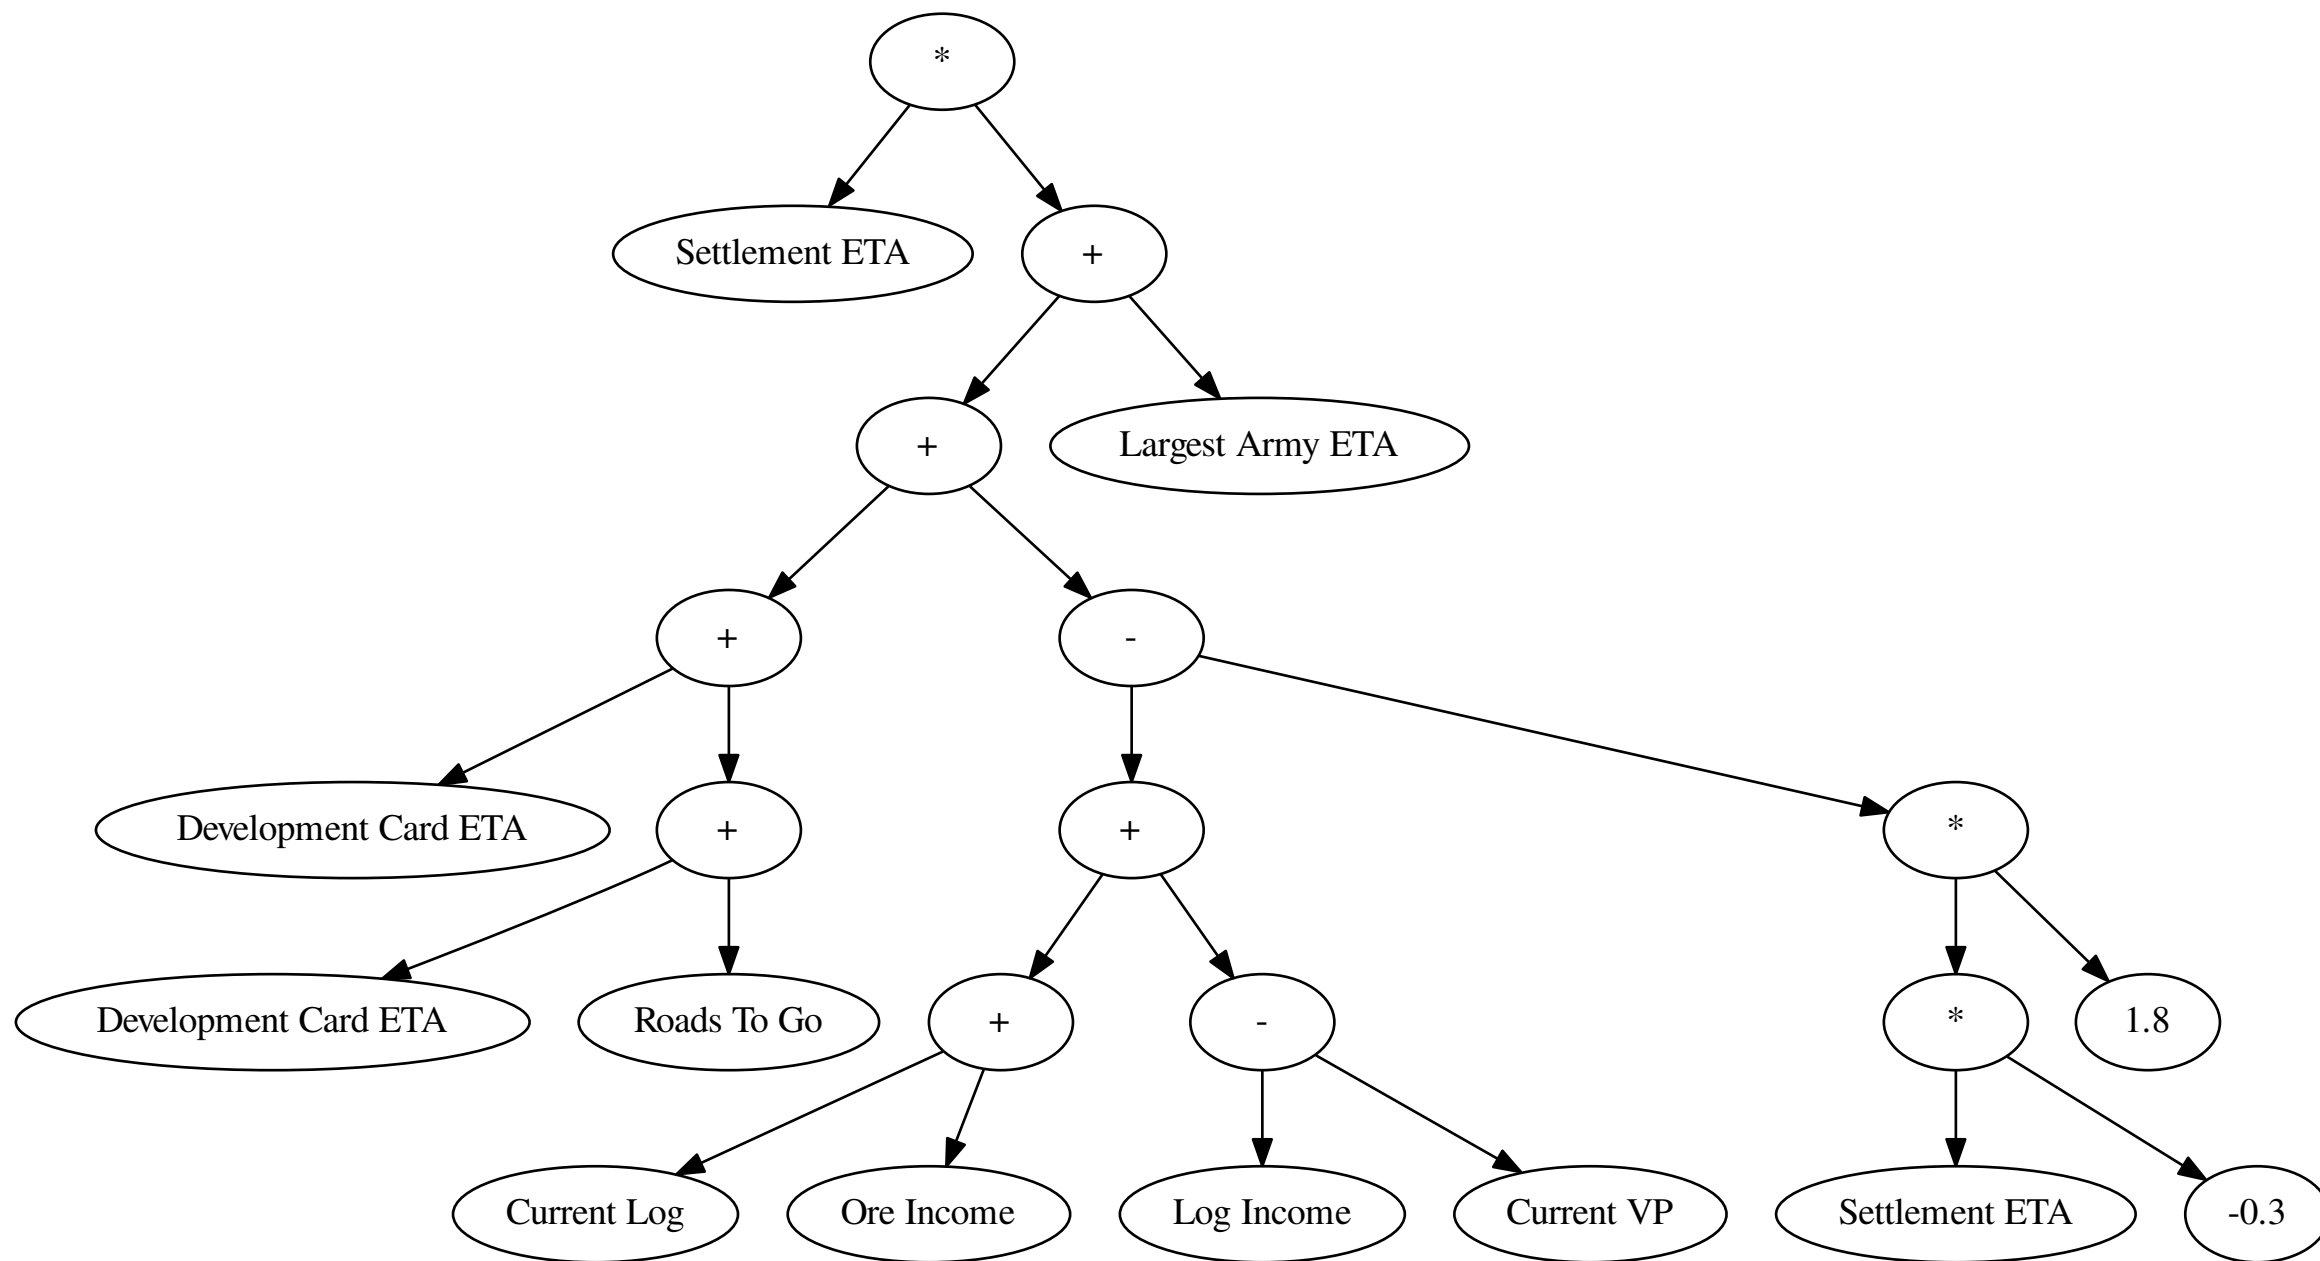 *
Settlement ETA
+
+
Largest Army ETA
+
-
Development Card ETA
+
+
*
Development Card ETA
Roads To Go
+
-
*
1.8
Current Log
Ore Income
Log Income
Current VP
Settlement ETA
-0.3